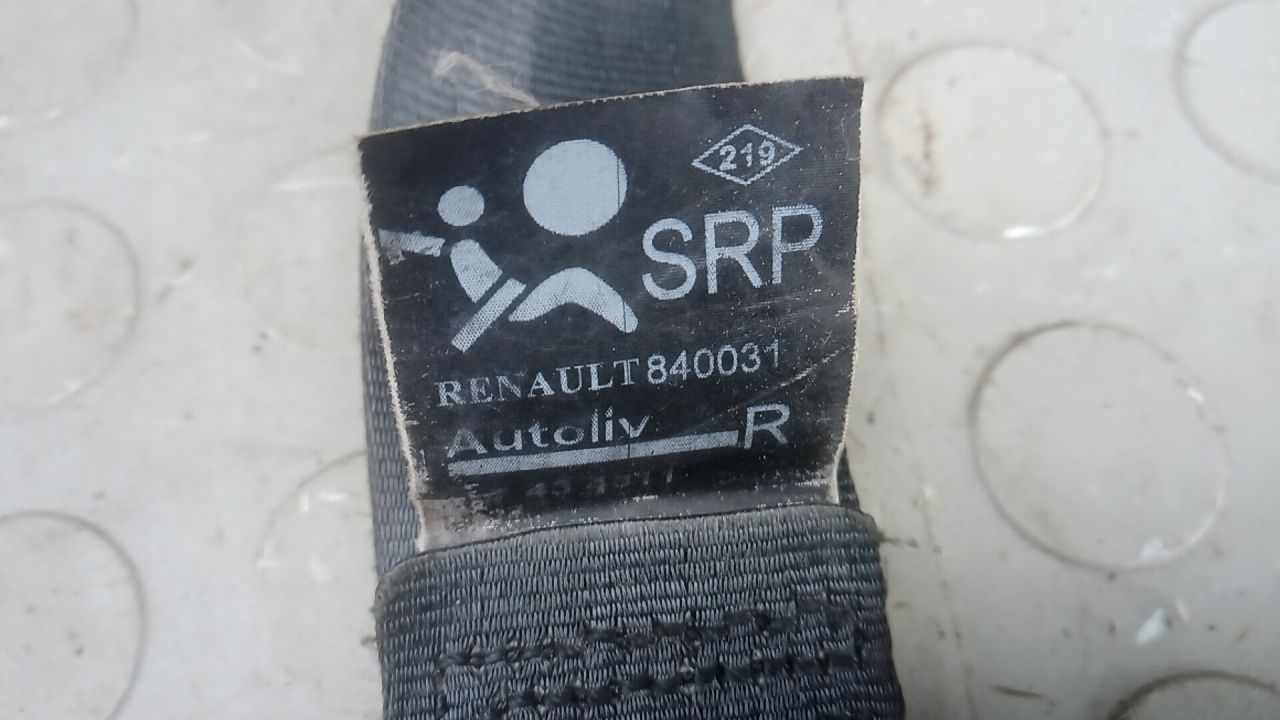 219
SRP
RENAULT 840031
Autoliv R